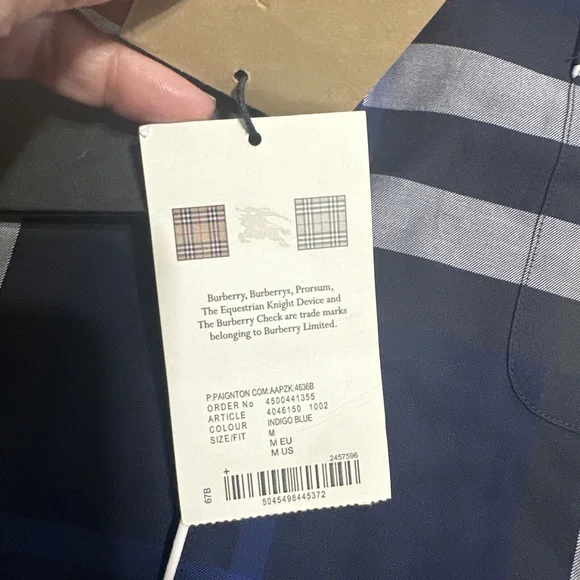 Burberry, Burberrys, Prorsum,
The Equestrian Knight Device and
The Burberry Check are trade marks
belonging to Burberry Limited.
P:PAIGNTON COM:AAPZK:4636B
ORDER No 4500441355
ARTICLE 4046150 1002
COLOUR INDIGO BLUE
SIZE/FIT M
M EU
M US
2457596
67B
+
5045498445372